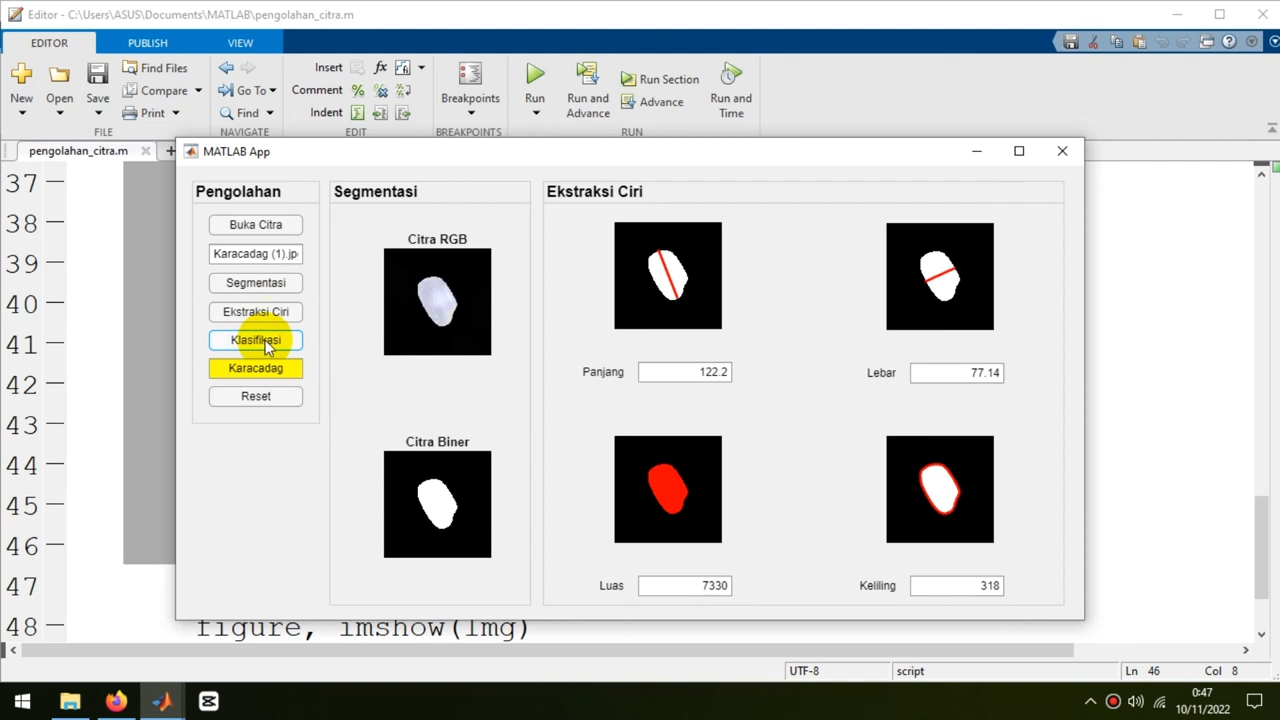 Editor - C:\Users\ASUS\Documents\MATLAB\pengolahan_citra.m
EDITOR PUBLISH VIEW
New
Open
Save
Find Files
Compare
Print
FILE
Go To
Find
NAVIGATE
Insert
Comment
Indent
EDIT
Breakpoints
BREAKPOINTS
Run
Run and Advance
Run Section
Advance
Run and Time
RUN
pengolahan_citra.m
37
38
39
40
41
42
43
44
45
46
47
48 figure, imshow(lmg)
MATLAB App
Pengolahan
Buka Citra
Karacadag (1).jp
Segmentasi
Ekstraksi Ciri
Klasifikasi
Karacadag
Reset
Segmentasi
Citra RGB
Citra Biner
Ekstraksi Ciri
Panjang 122.2
Lebar 77.14
Luas 7330
Keliling 318
UTF-8 script Ln 46 Col 8
0:47
10/11/2022